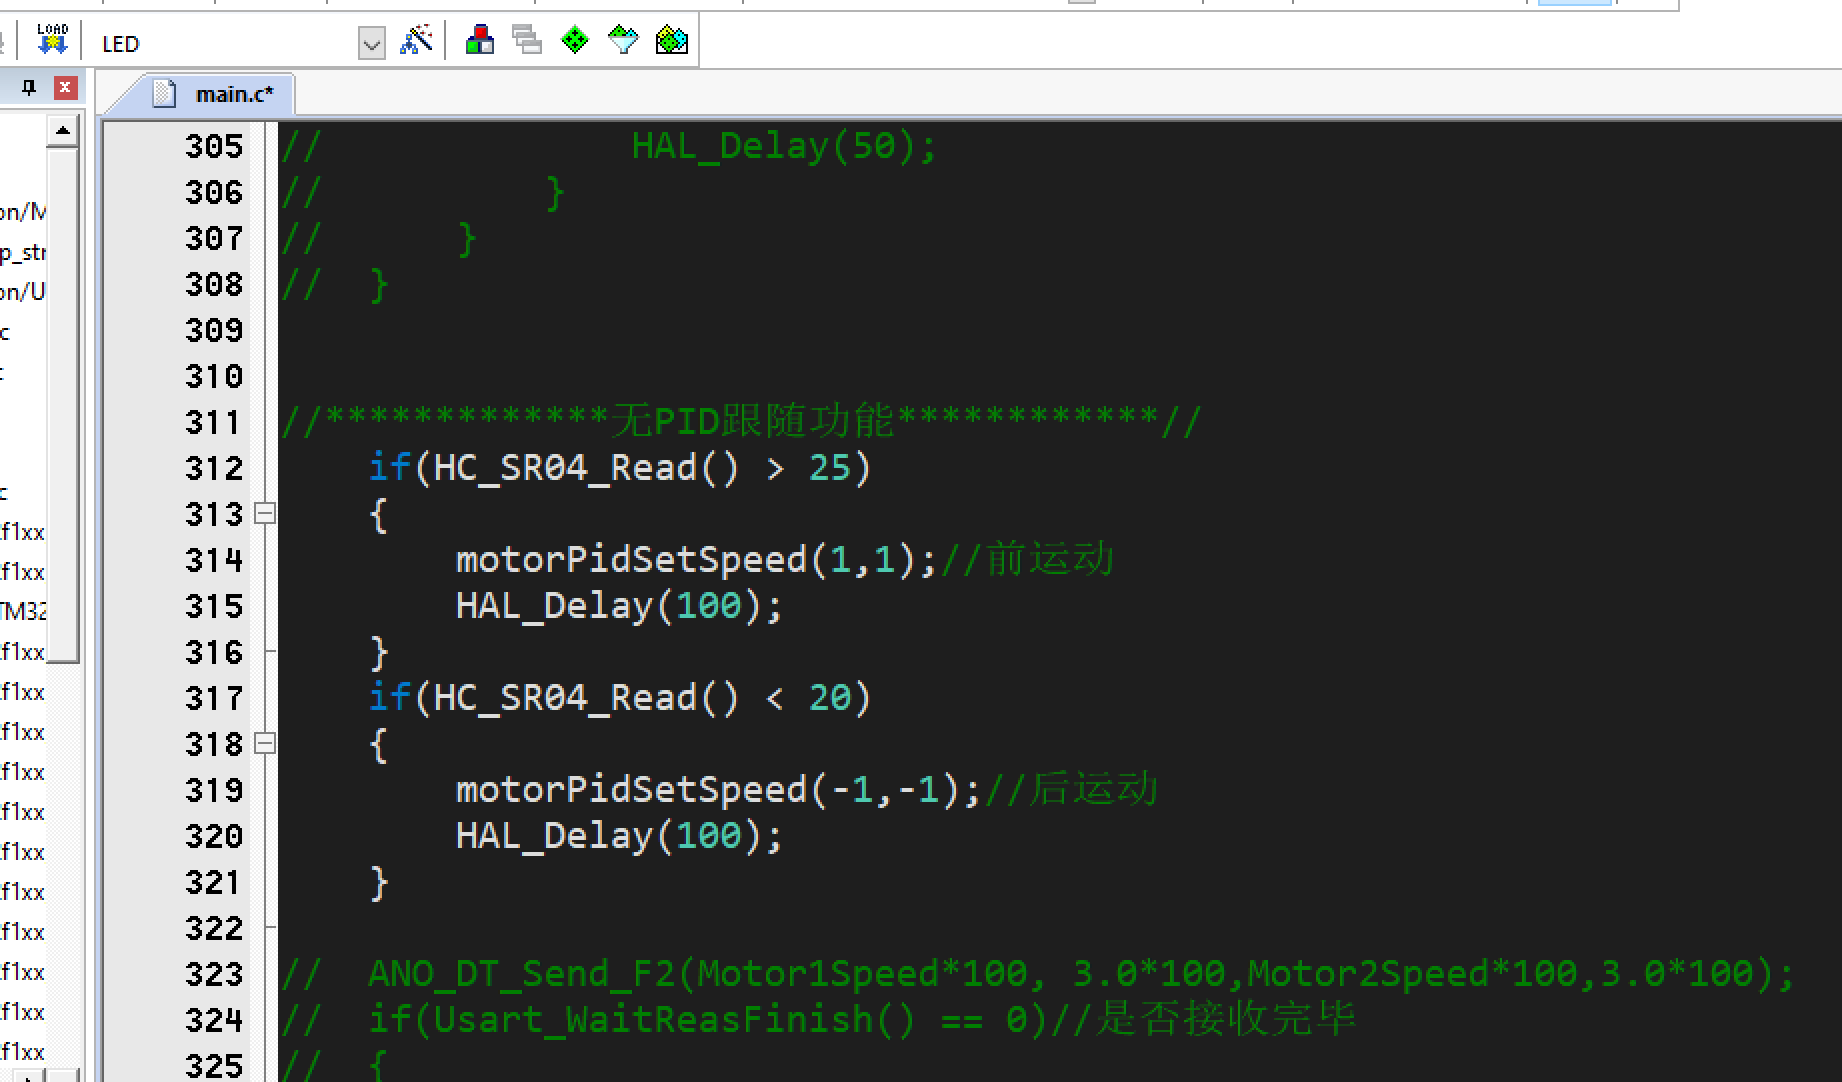 LOAD
LED
main.c*
on/M
p_str
on/U
c
c
f1xx
f1xx
TM32
f1xx
f1xx
f1xx
f1xx
f1xx
f1xx
f1xx
f1xx
f1xx
f1xx
f1xx
305 // HAL_Delay(50);
306 // }
307 // }
308 // }
309
310
311 //*************无PID跟随功能************//
312 if(HC_SR04_Read() > 25)
313 {
314 motorPidSetSpeed(1,1);//前运动
315 HAL_Delay(100);
316 }
317 if(HC_SR04_Read() < 20)
318 {
319 motorPidSetSpeed(-1,-1);//后运动
320 HAL_Delay(100);
321 }
322
323 // ANO_DT_Send_F2(Motor1Speed*100, 3.0*100,Motor2Speed*100,3.0*100);
324 // if(Usart_WaitReasFinish() == 0)//是否接收完毕
325 // {